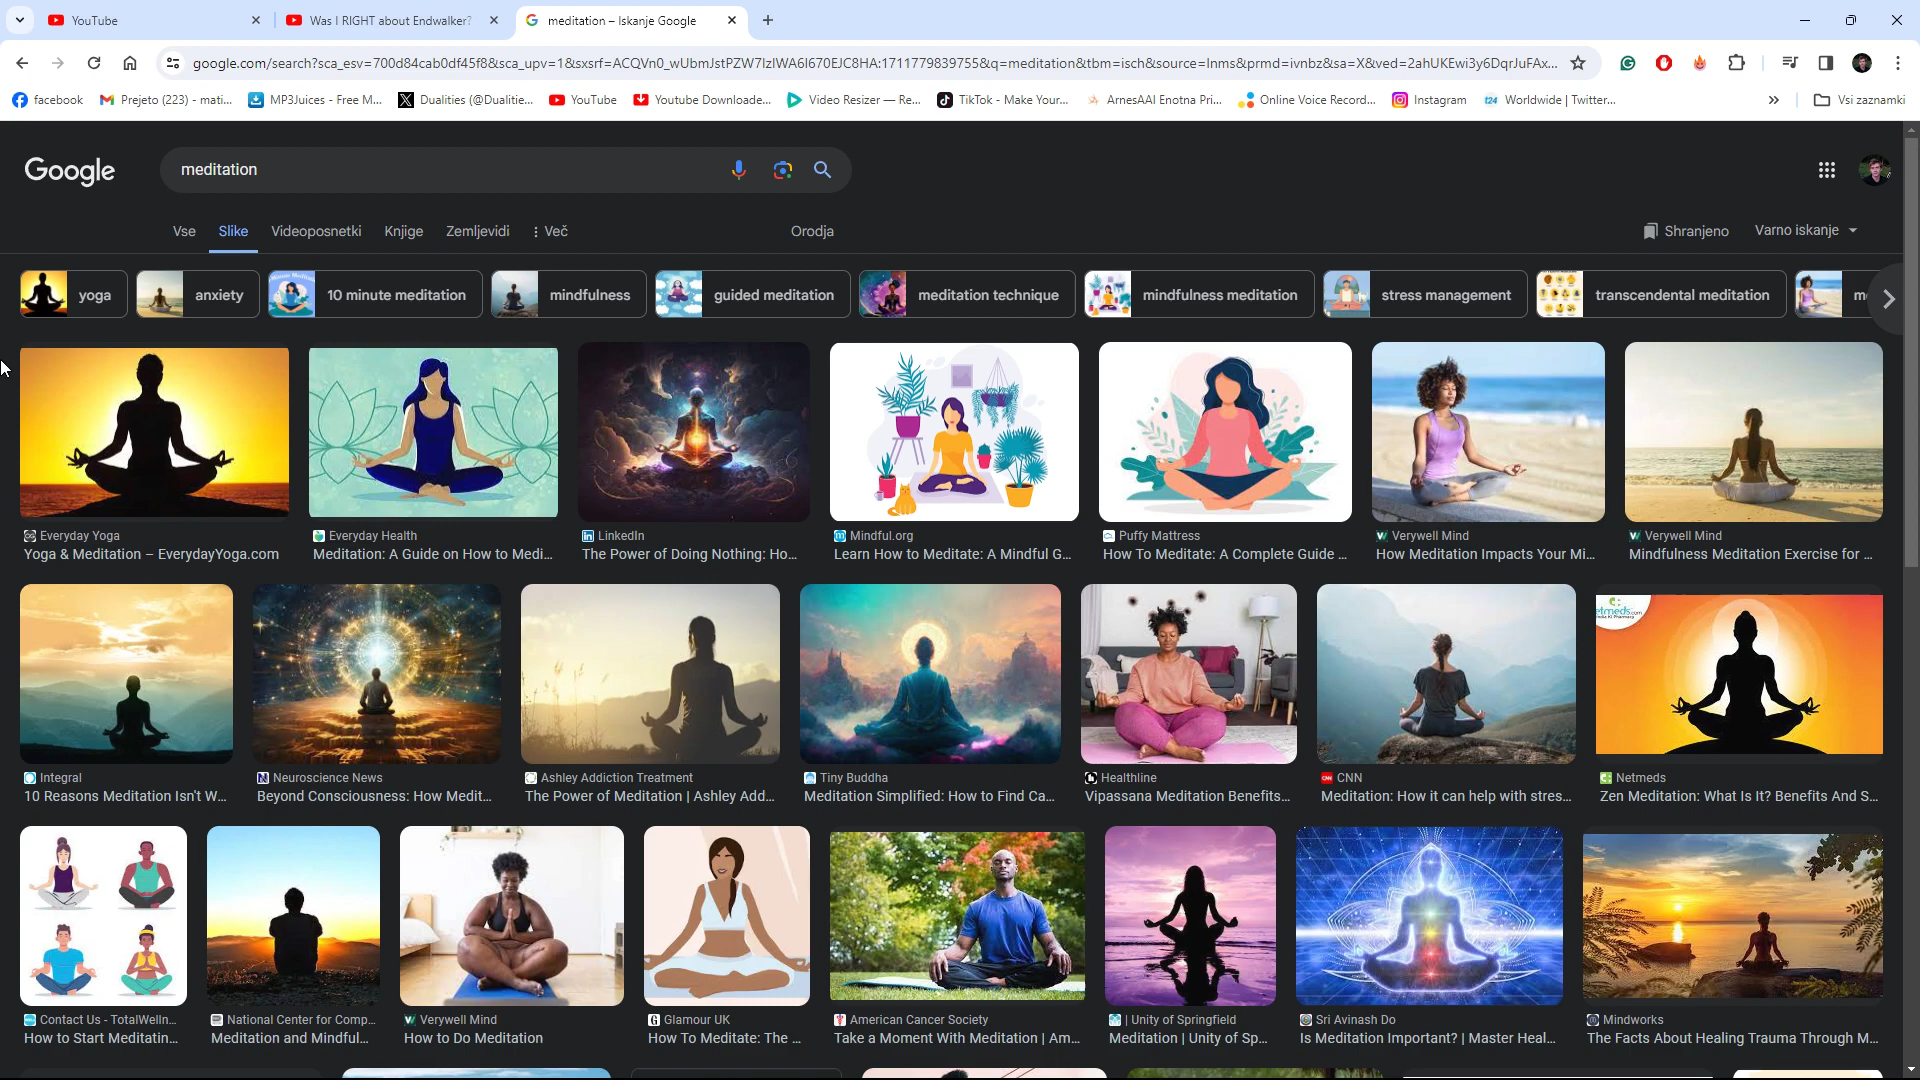 YouTube
Was I RIGHT about Endwalker?
meditation – Iskanje Google
google.com/search?sca_esv=700d84cab0df45f8&sca_upv=1&sxsrf=ACQVn0_wUbmJstPZW7IzIWA6I670EJC8HA:1711779839755&q=meditation&tbm=isch&source=lnms&prmd=ivnbz&sa=X&ved=2ahUKEwi3y6DqrJuFAx...
facebook
Prejeto (223) - mati...
MP3Juices - Free M...
Dualities (@Dualitie...
YouTube
Youtube Downloade...
Video Resizer — Re...
TikTok - Make Your...
ArnesAAI Enotna Pri...
Online Voice Record...
Instagram
Worldwide | Twitter...
Vsi zaznamki
Google
meditation
Vse
Slike
Videoposnetki
Knjige
Zemljevidi
Več
Orodja
Shranjeno
Varno iskanje
yoga
anxiety
10 minute meditation
mindfulness
guided meditation
meditation technique
mindfulness meditation
stress management
transcendental meditation
Everyday Yoga
Yoga & Meditation – EverydayYoga.com
Everyday Health
Meditation: A Guide on How to Medi...
LinkedIn
The Power of Doing Nothing: Ho...
Mindful.org
Learn How to Meditate: A Mindful G...
Puffy Mattress
How To Meditate: A Complete Guide ...
Verywell Mind
How Meditation Impacts Your Mi...
Verywell Mind
Mindfulness Meditation Exercise for ...
Integral
10 Reasons Meditation Isn't W...
Neuroscience News
Beyond Consciousness: How Medit...
Ashley Addiction Treatment
The Power of Meditation | Ashley Add...
Tiny Buddha
Meditation Simplified: How to Find Ca...
Healthline
Vipassana Meditation Benefits...
CNN
Meditation: How it can help with stres...
Netmeds
Zen Meditation: What Is It? Benefits And S...
Contact Us - TotalWelln...
How to Start Meditatin...
National Center for Comp...
Meditation and Mindful...
Verywell Mind
How to Do Meditation
Glamour UK
How To Meditate: The ...
American Cancer Society
Take a Moment With Meditation | Am...
| Unity of Springfield
Meditation | Unity of Sp...
Sri Avinash Do
Is Meditation Important? | Master Heal...
Mindworks
The Facts About Healing Trauma Through M...